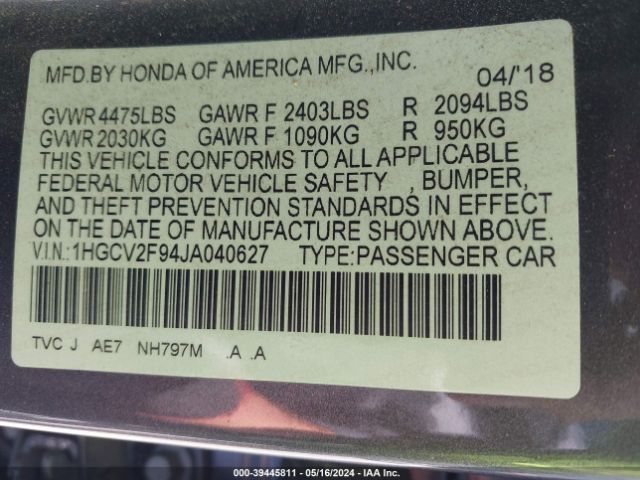 MFD.BY HONDA OF AMERICA MFG.,INC. 04/'18
GVWR 4475LBS GAWR F 2403LBS R 2094LBS
GVWR 2030KG GAWR F 1090KG R 950KG
THIS VEHICLE CONFORMS TO ALL APPLICABLE
FEDERAL MOTOR VEHICLE SAFETY , BUMPER,
AND THEFT PREVENTION STANDARDS IN EFFECT
ON THE DATE OF MANUFACTURE SHOWN ABOVE.
V.I.N.:1HGCV2F94JA040627 TYPE:PASSENGER CAR
TVC J AE7 NH797M .A .A
000-39445811 - 05/16/2024 - IAA Inc.